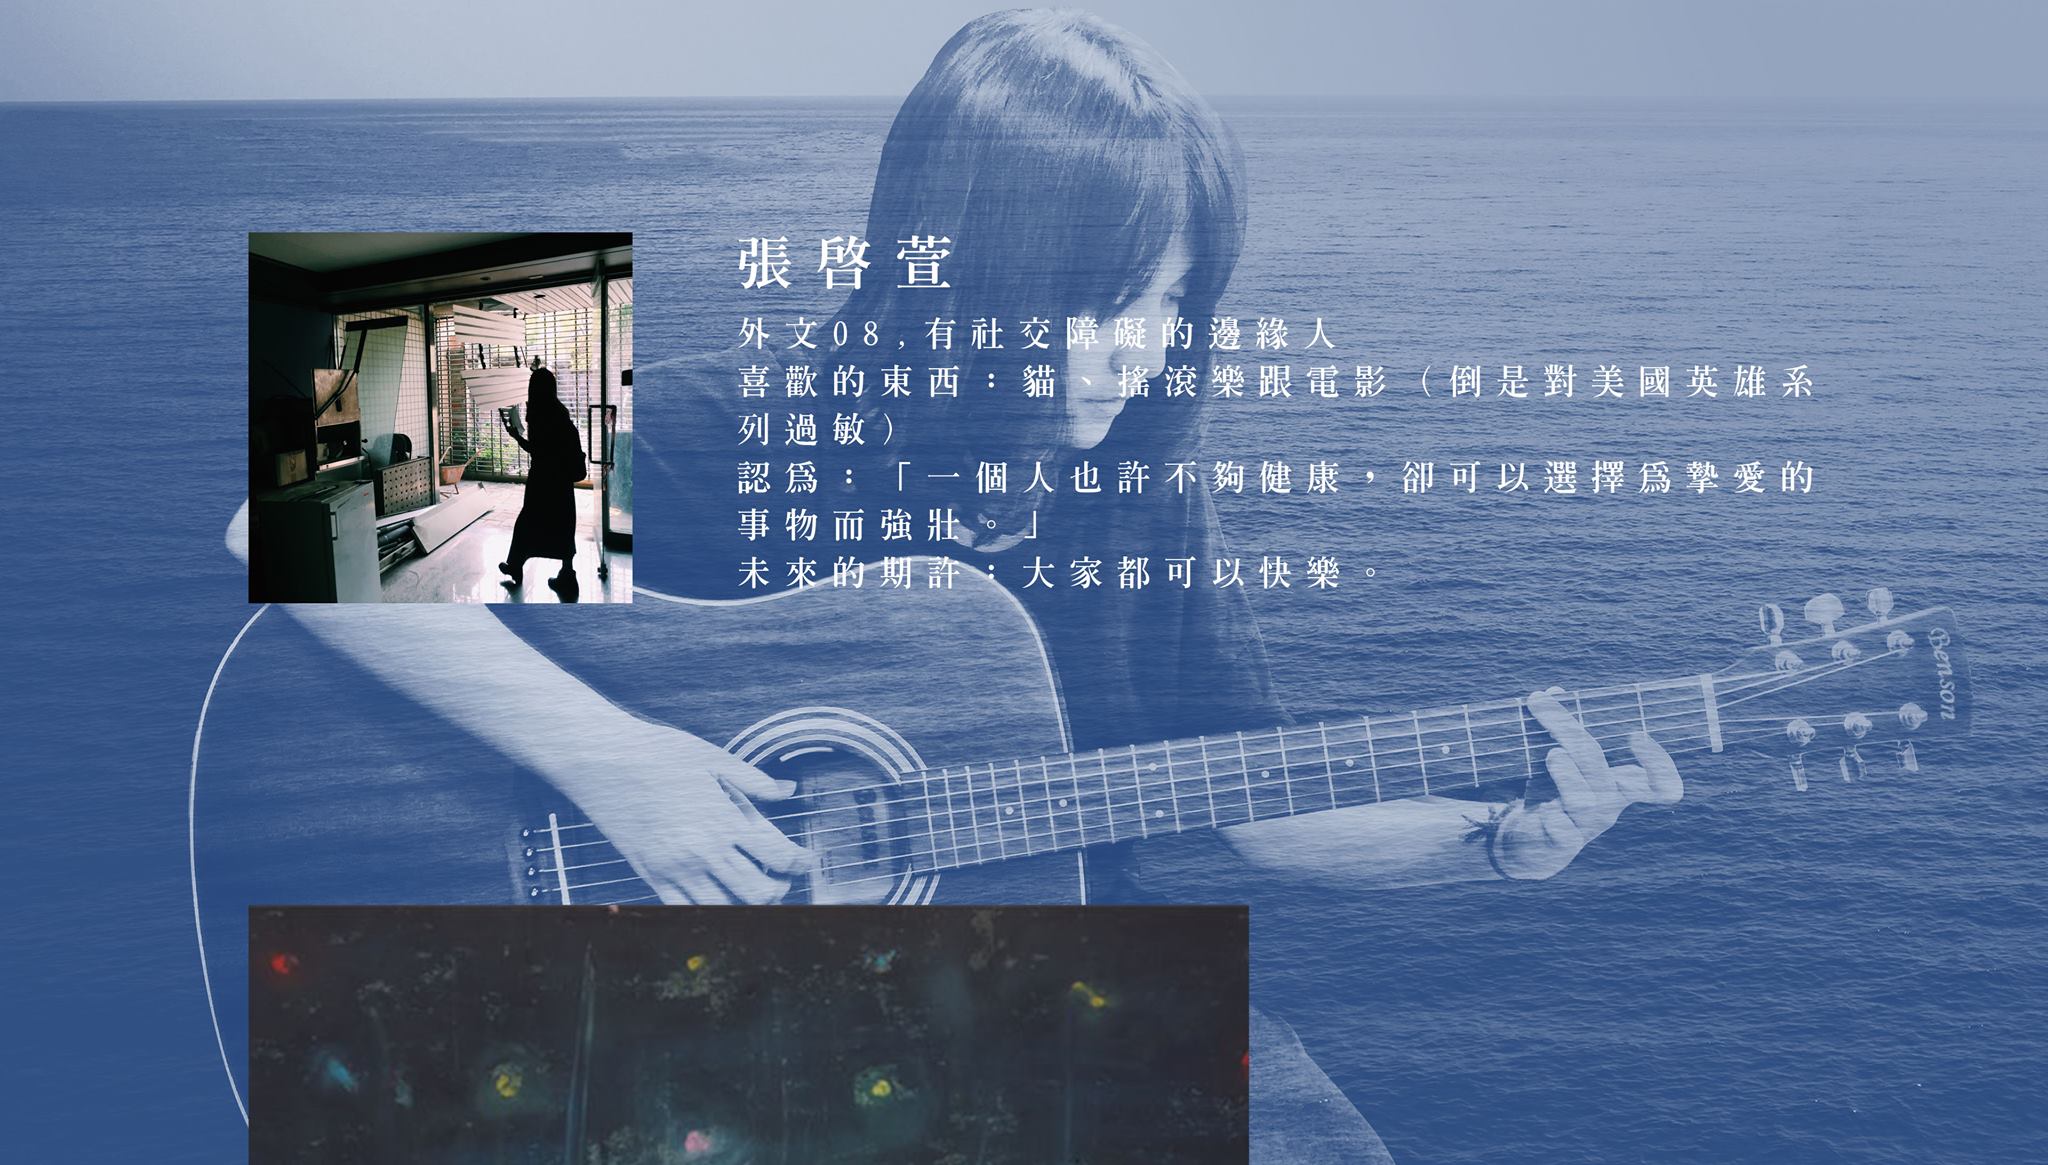 張啓萱
外文08,有社交障礙的邊緣人
喜歡的東西：貓、搖滾樂跟電影（倒是對美國英雄系
列過敏）
認爲：「一個人也許不夠健康，卻可以選擇爲摯愛的
事物而強壯。」
未來的期許：大家都可以快樂。
Benson